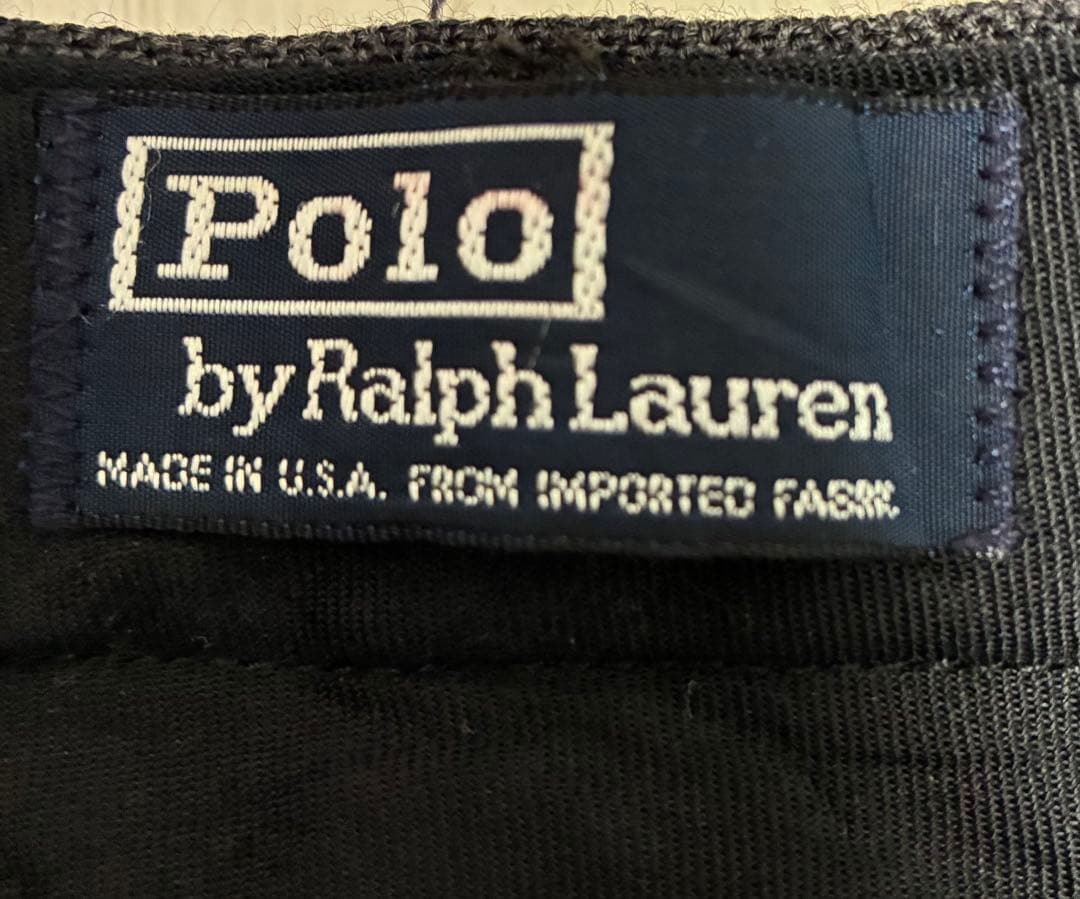 Polo
by Ralph Lauren
MADE IN U.S.A. FROM IMPORTED FABRIC